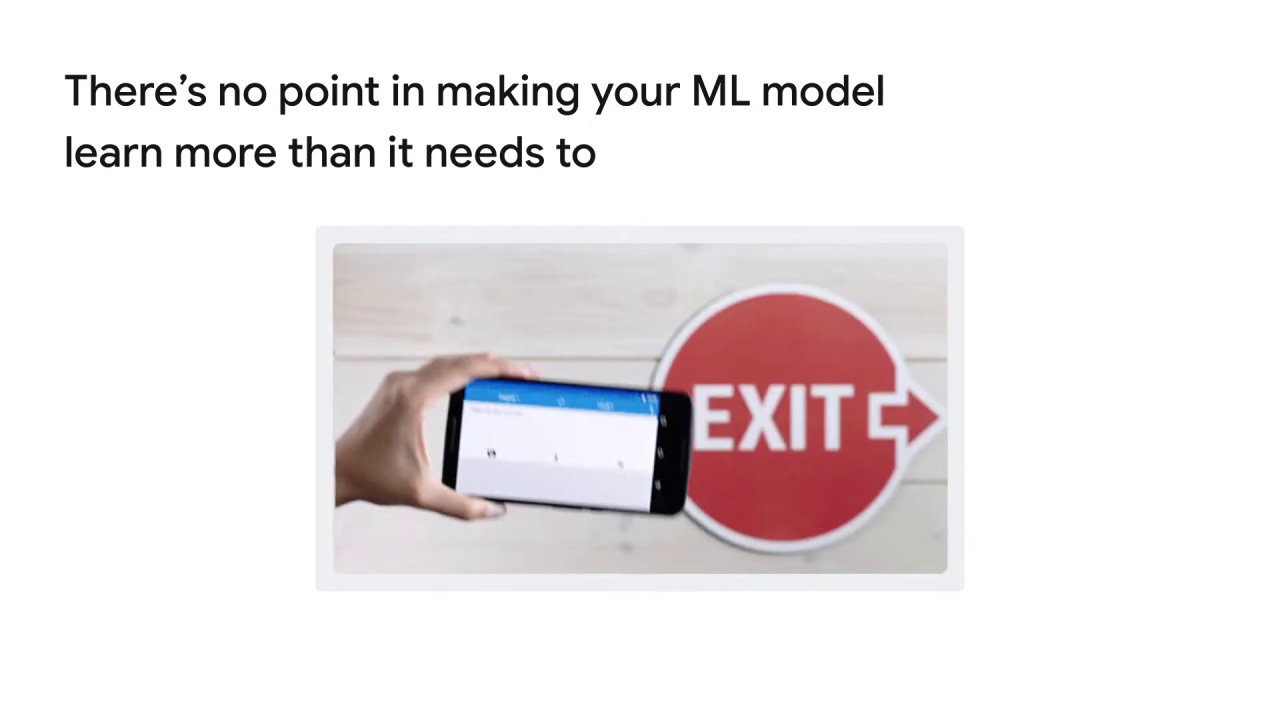 There’s no point in making your ML model
learn more than it needs to
EXIT